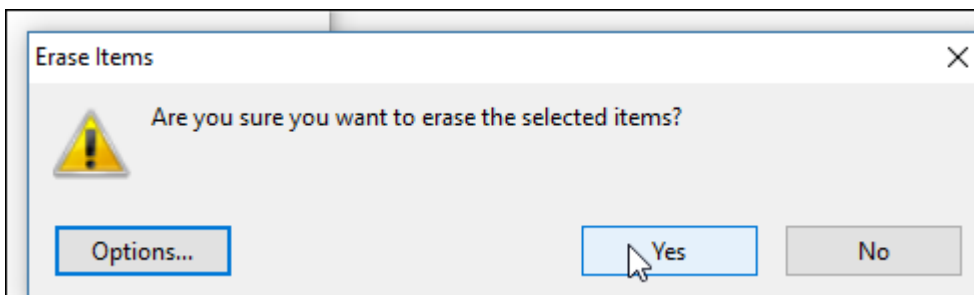 Erase Items
Are you sure you want to erase the selected items?
Options... Yes No